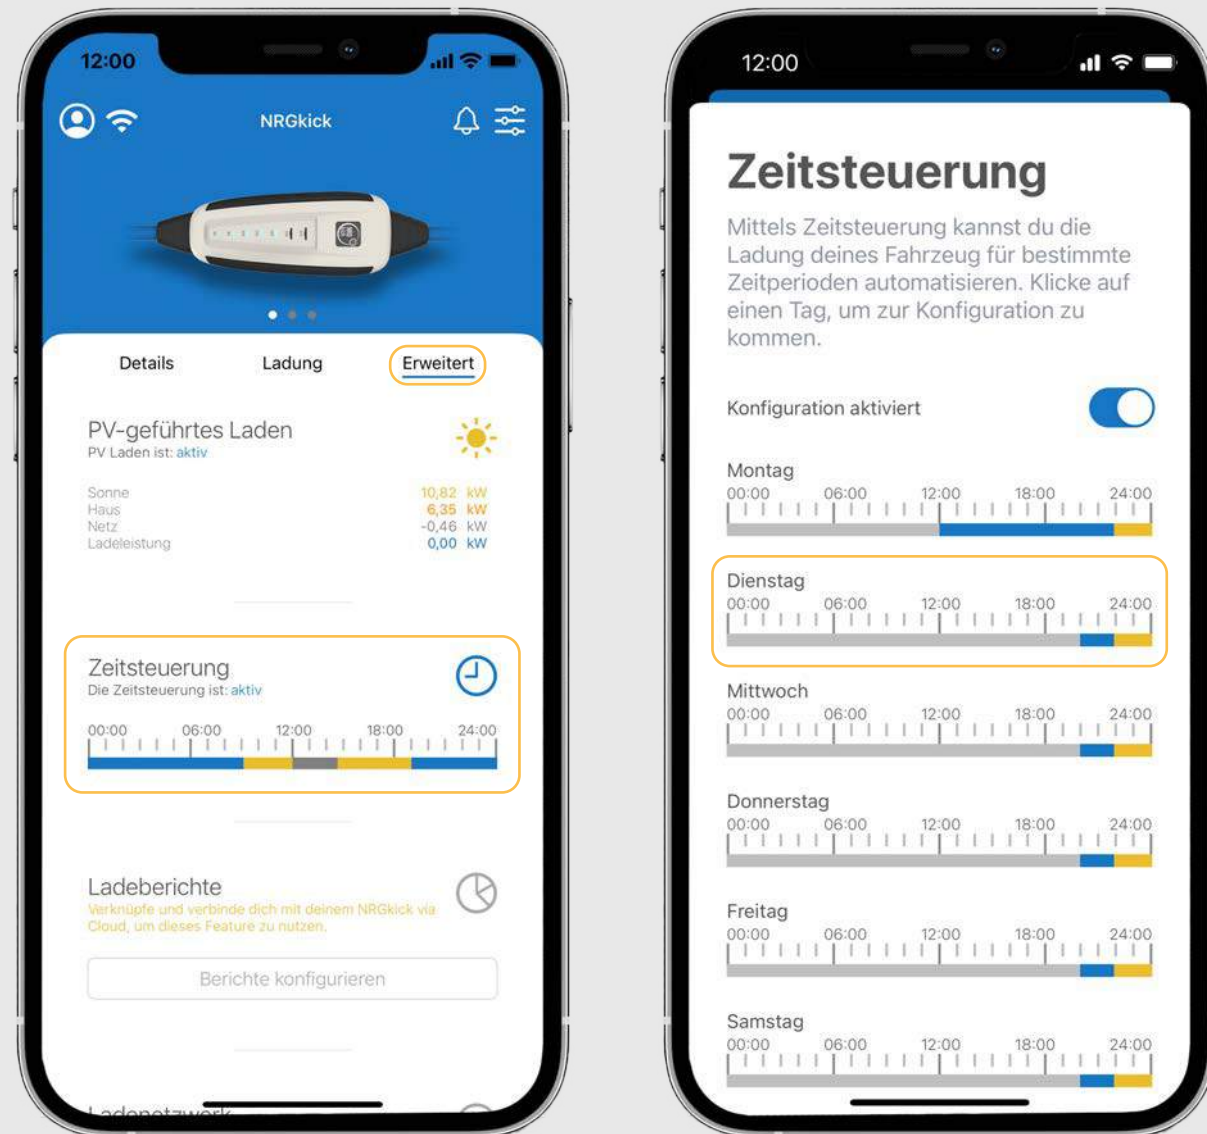 12:00
NRGkick
Details Ladung Erweitert
PV-geführtes Laden
PV Laden ist: aktiv
Sonne 10,82 kW
Haus 6,35 kW
Netz -0,46 kW
Ladeleistung 0,00 kW
Zeitsteuerung
Die Zeitsteuerung ist: aktiv
00:00 06:00 12:00 18:00 24:00
Ladeberichte
Verknüpfe und verbinde dich mit deinem NRGkick via
Cloud, um dieses Feature zu nutzen.
Berichte konfigurieren
Ladenetzwerk
12:00
Zeitsteuerung
Mittels Zeitsteuerung kannst du die
Ladung deines Fahrzeug für bestimmte
Zeitperioden automatisieren. Klicke auf
einen Tag, um zur Konfiguration zu
kommen.
Konfiguration aktiviert
Montag
00:00 06:00 12:00 18:00 24:00
Dienstag
00:00 06:00 12:00 18:00 24:00
Mittwoch
00:00 06:00 12:00 18:00 24:00
Donnerstag
00:00 06:00 12:00 18:00 24:00
Freitag
00:00 06:00 12:00 18:00 24:00
Samstag
00:00 06:00 12:00 18:00 24:00